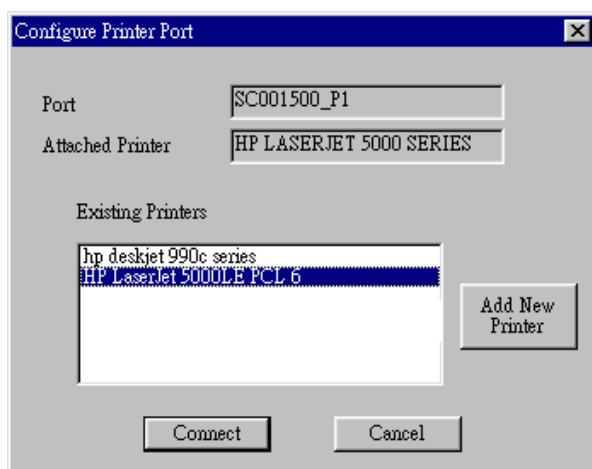 Configure Printer Port
Port
SC001500_P1
Attached Printer
HP LASERJET 5000 SERIES
Existing Printers
hp deskjet 990c series
HP LaserJet 5000LE PCL 6
Add New
Printer
Connect
Cancel